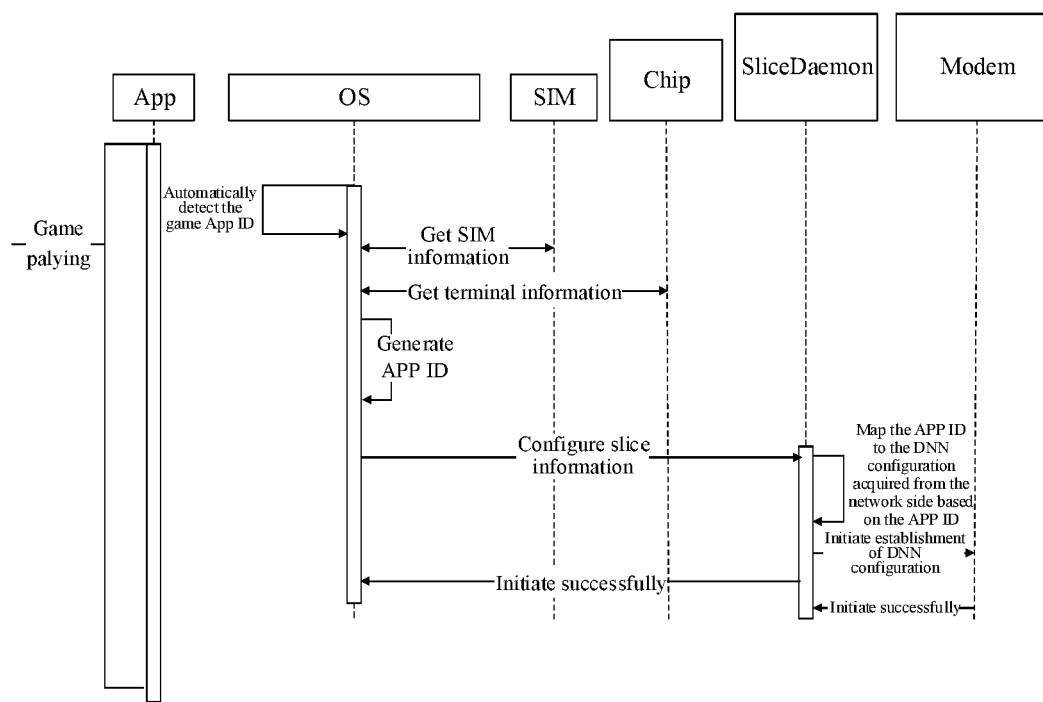 App
OS
SIM
Chip
SliceDaemon
Modem
Game
palying
Automatically
detect the
game App ID
Get SIM
information
Get terminal information
Generate
APP ID
Configure slice
information
Map the APP ID
to the DNN
configuration
acquired from the
network side based
on the APP ID
Initiate establishment
of DNN
configuration
Initiate successfully
Initiate successfully